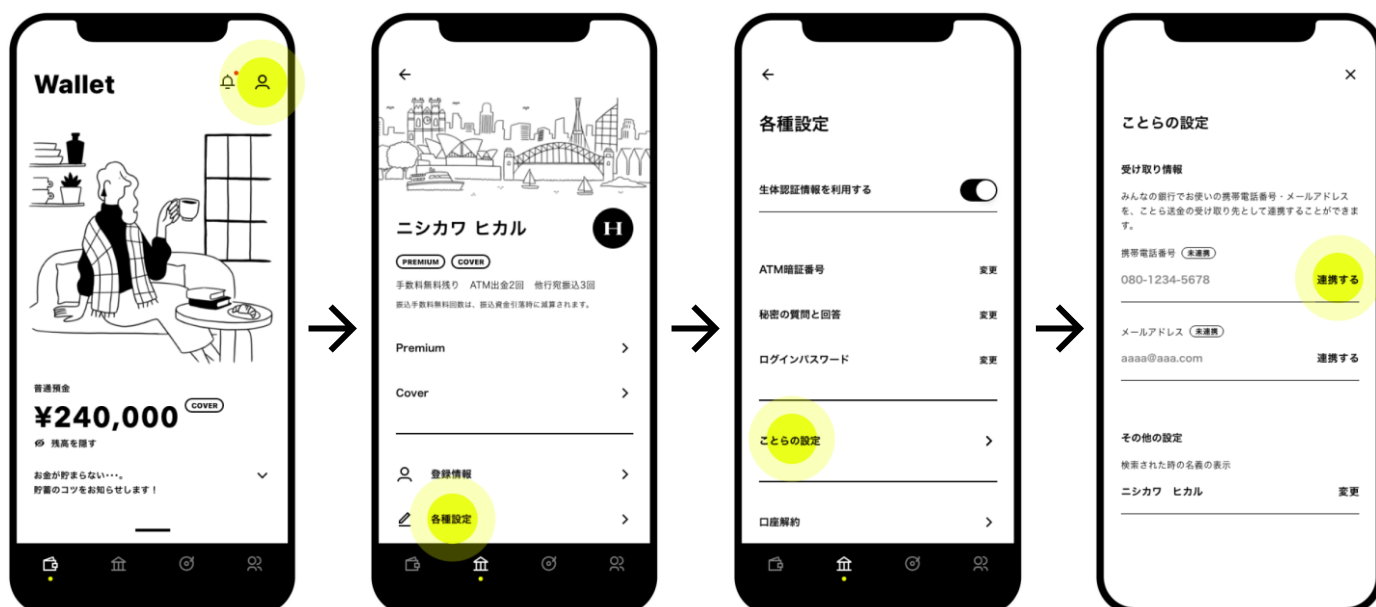 Wallet
普通預金
¥240,000 COVER
残高を隠す
お金が貯まらない・・・。
貯蓄のコツをお知らせします！
ニシカワ ヒカル
H
PREMIUM COVER
手数料無料残り ATM出金2回 他行宛振込3回
振込手数料無料回数は、振込資金引落時に減算されます。
Premium
Cover
登録情報
各種設定
各種設定
生体認証情報を利用する
ATM暗証番号 変更
秘密の質問と回答 変更
ログインパスワード 変更
ことらの設定
口座解約
ことらの設定
受け取り情報
みんなの銀行でお使いの携帯電話番号・メールアドレス
を、ことら送金の受け取り先として連携することができま
す。
携帯電話番号 未連携
080-1234-5678 連携する
メールアドレス 未連携
aaaa@aaa.com 連携する
その他の設定
検索された時の名義の表示
ニシカワ ヒカル 変更